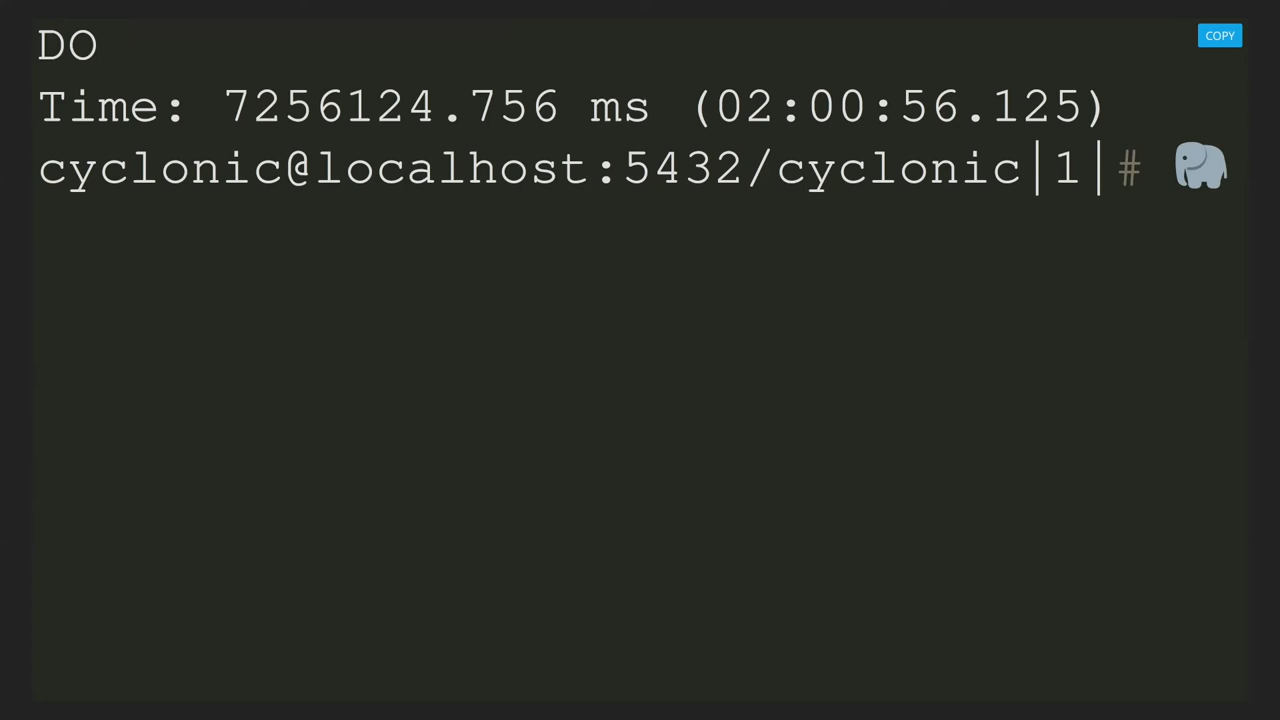 DO
COPY
Time: 7256124.756 ms (02:00:56.125)
cyclonic@localhost:5432/cyclonic|1|# 🐘